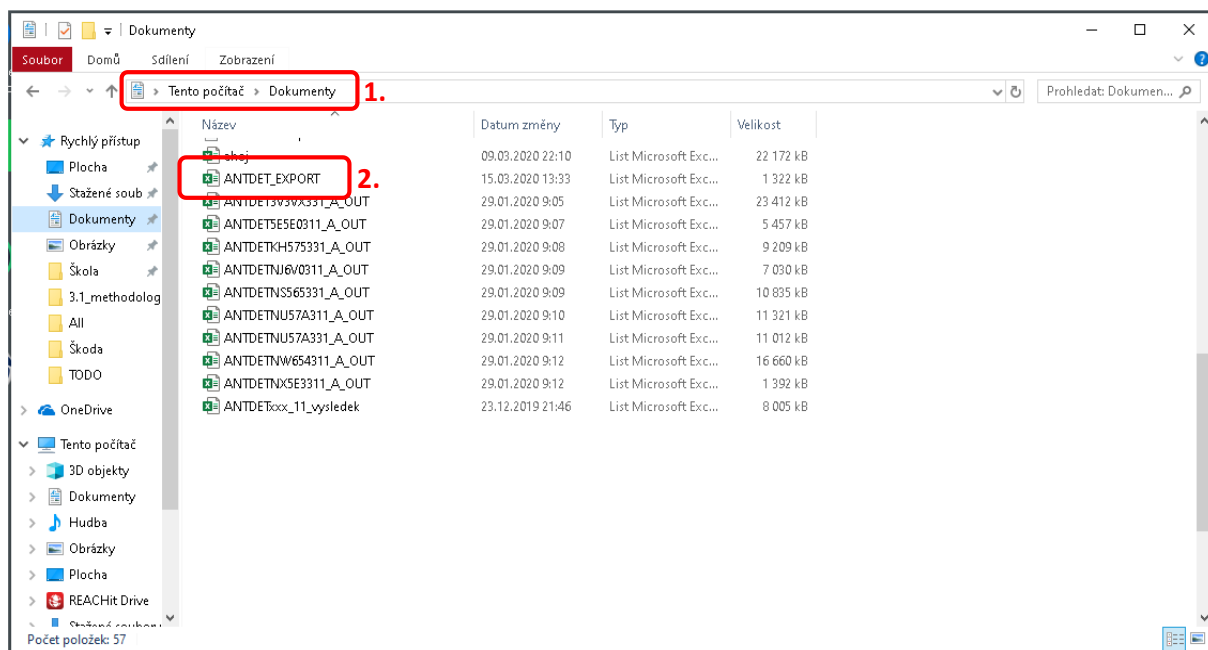 Dokumenty
Soubor Domů Sdílení Zobrazení
Tento počítač > Dokumenty 1. Prohledat: Dokumen...
Název Datum změny Typ Velikost
Rychlý přístup
Plocha
Stažené soub
Dokumenty
Obrázky
Škola
3.1_methodolog
All
Škoda
TODO
OneDrive
Tento počítač
3D objekty
Dokumenty
Hudba
Obrázky
Plocha
REACHit Drive
ahoj 09.03.2020 22:10 List Microsoft Exc... 22 172 kB
ANTDET_EXPORT 2. 15.03.2020 13:33 List Microsoft Exc... 1 322 kB
ANTDET3V3VX331_A_OUT 29.01.2020 9:05 List Microsoft Exc... 23 412 kB
ANTDET5E5E0311_A_OUT 29.01.2020 9:07 List Microsoft Exc... 5 457 kB
ANTDETKH575331_A_OUT 29.01.2020 9:08 List Microsoft Exc... 9 209 kB
ANTDETNJ6V0311_A_OUT 29.01.2020 9:09 List Microsoft Exc... 7 030 kB
ANTDETNS565331_A_OUT 29.01.2020 9:09 List Microsoft Exc... 10 835 kB
ANTDETNU57A311_A_OUT 29.01.2020 9:10 List Microsoft Exc... 11 321 kB
ANTDETNU57A331_A_OUT 29.01.2020 9:11 List Microsoft Exc... 11 012 kB
ANTDETNW654311_A_OUT 29.01.2020 9:12 List Microsoft Exc... 16 660 kB
ANTDETNX5E3311_A_OUT 29.01.2020 9:12 List Microsoft Exc... 1 392 kB
ANTDETxxx_11_vysledek 23.12.2019 21:46 List Microsoft Exc... 8 005 kB
Počet položek: 57